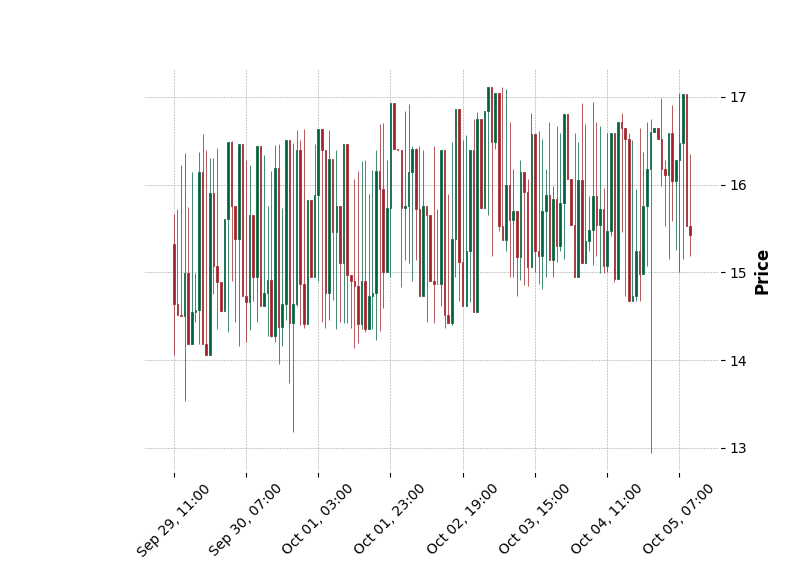 17
16
15
14
13
Price
Sep 29, 11:00
Sep 30, 07:00
Oct 01, 03:00
Oct 01, 23:00
Oct 02, 19:00
Oct 03, 15:00
Oct 04, 11:00
Oct 05, 07:00